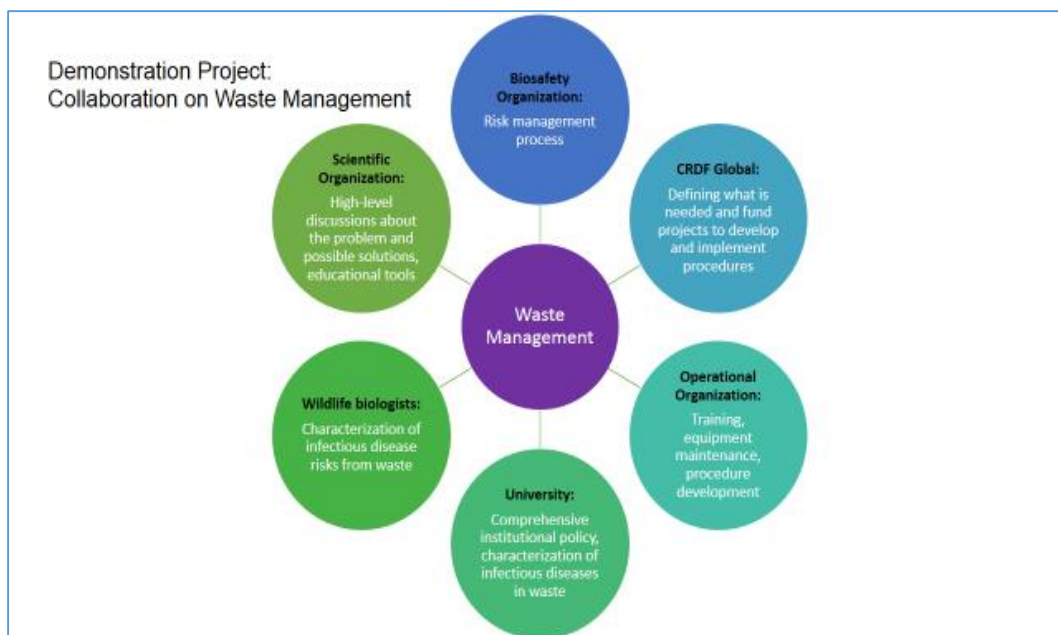 Demonstration Project:
Collaboration on Waste Management
Biosafety
Organization:
Risk management
process
CRDF Global:
Defining what is
needed and fund
projects to develop
and implement
procedures
Operational
Organization:
Training,
equipment
maintenance,
procedure
development
University:
Comprehensive
institutional policy,
characterization of
infectious diseases
in waste
Wildlife biologists:
Characterization of
infectious disease
risks from waste
Scientific
Organization:
High-level
discussions about
the problem and
possible solutions,
educational tools
Waste
Management